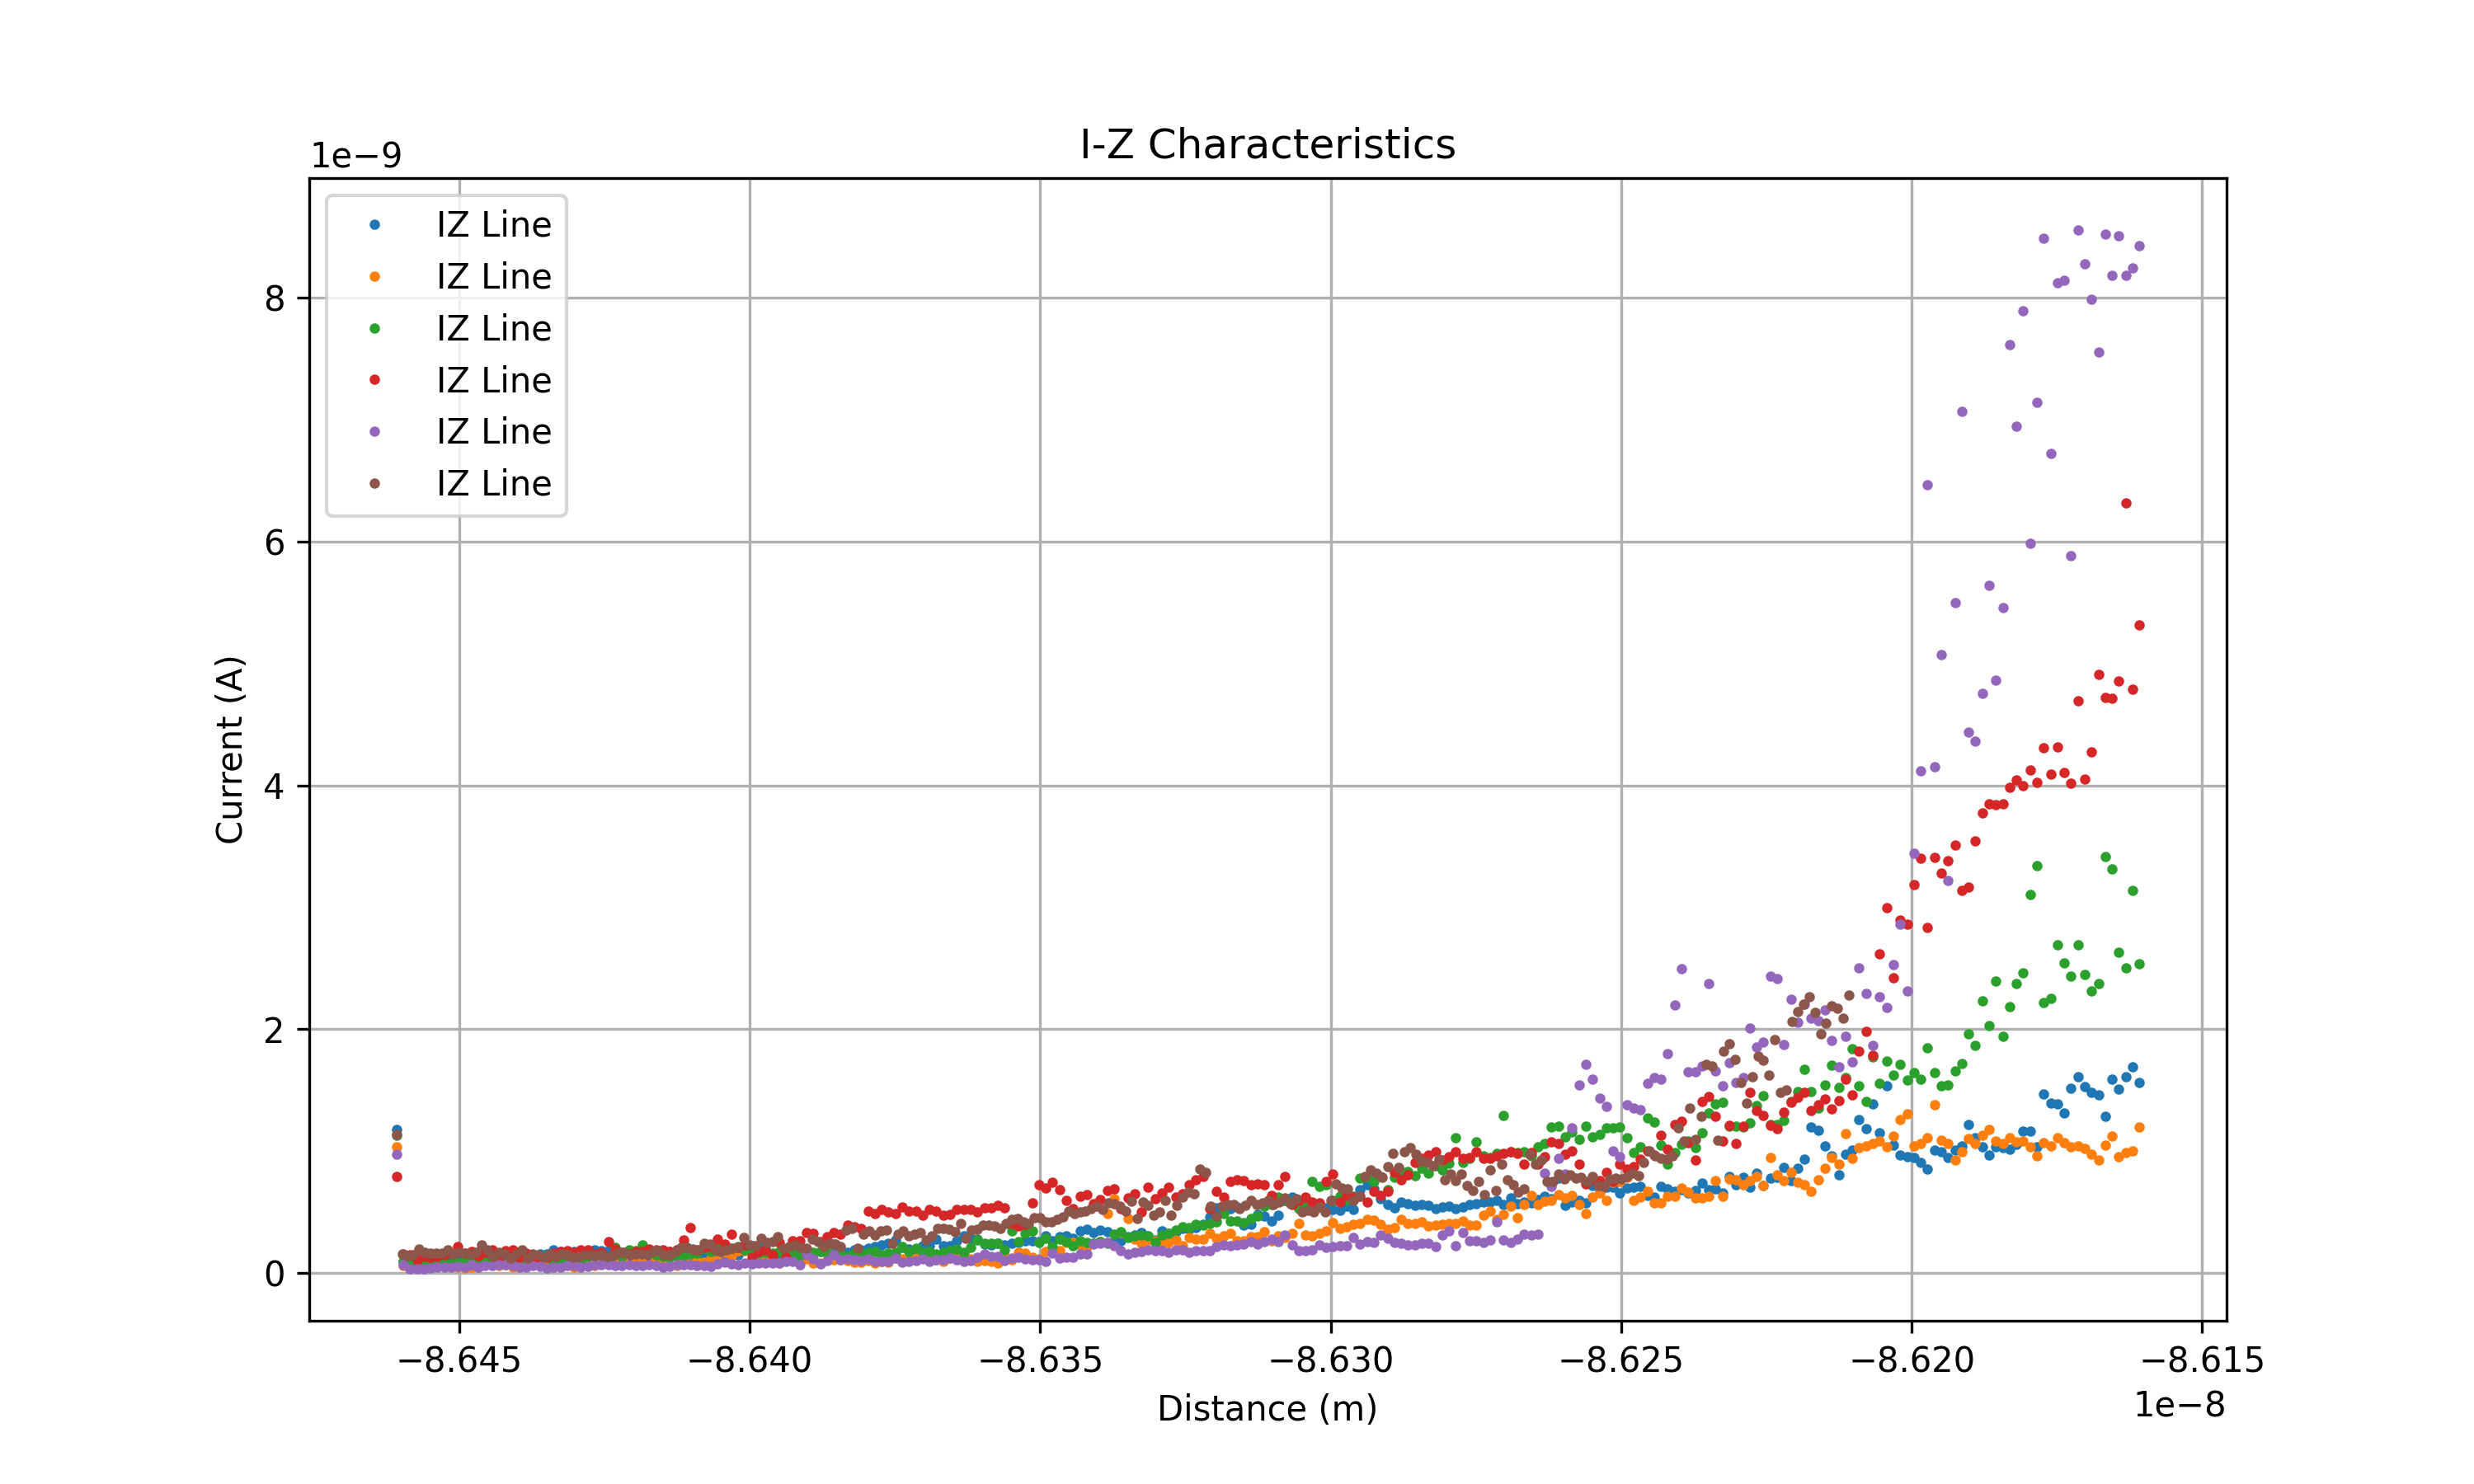 I-Z Characteristics
1e−9
IZ Line
IZ Line
IZ Line
IZ Line
IZ Line
IZ Line
8
6
4
2
0
Current (A)
−8.645
−8.640
−8.635
−8.630
−8.625
−8.620
−8.615
Distance (m)
1e−8